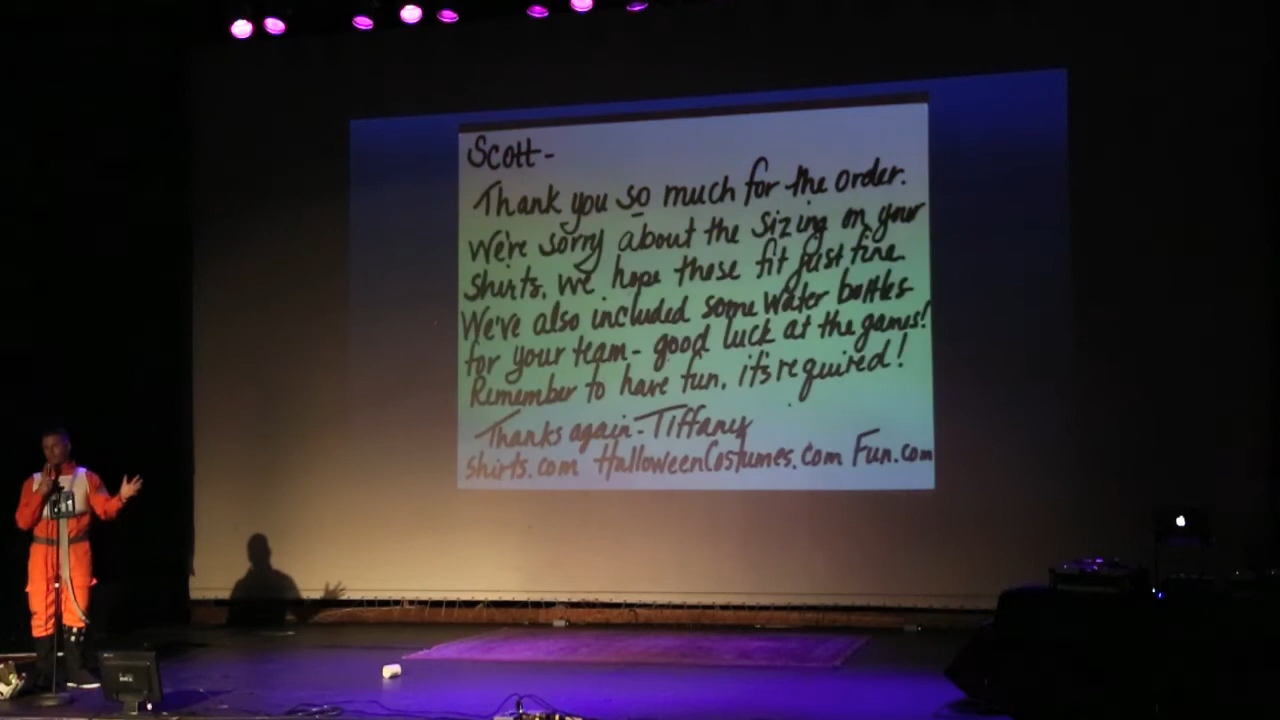 Scott-
Thank you so much for the order.
We're sorry about the sizing on your
shirts, we hope these fit just fine.
We've also included some water bottles
for your team- good luck at the games!
Remember to have fun, it's required!
Thanks again-Tiffany
shirts.com HalloweenCostumes.com Fun.com